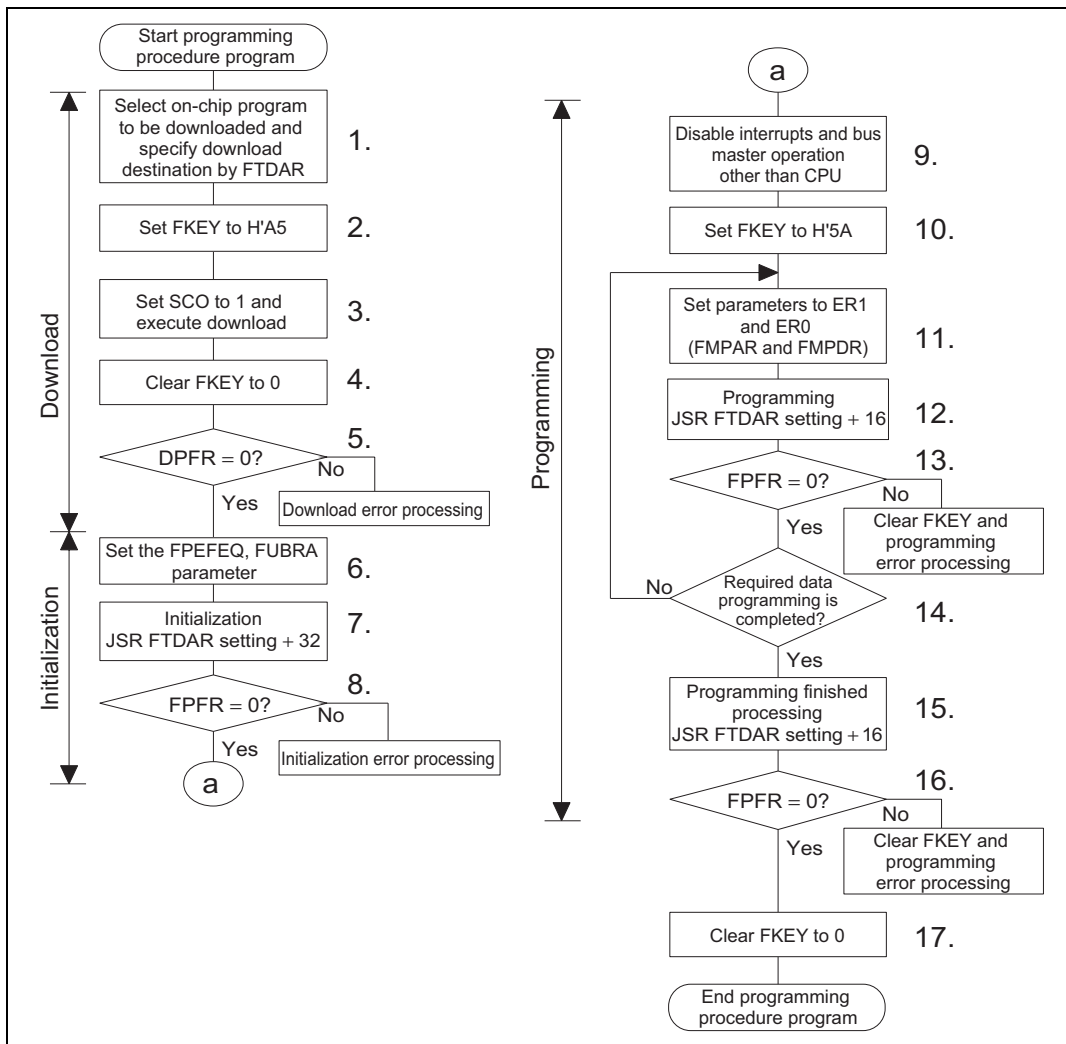 Start programming
procedure program
Download
Select on-chip program
to be downloaded and
specify download
destination by FTDAR
1.
Set FKEY to H'A5
2.
Set SCO to 1 and
execute download
3.
Clear FKEY to 0
4.
DPFR = 0?
5.
No
Yes
Download error processing
Initialization
Set the FPEFEQ, FUBRA
parameter
6.
Initialization
JSR FTDAR setting + 32
7.
FPFR = 0?
8.
No
Yes
Initialization error processing
a
a
Programming
Disable interrupts and bus
master operation
other than CPU
9.
Set FKEY to H'5A
10.
Set parameters to ER1
and ER0
(FMPAR and FMPDR)
11.
Programming
JSR FTDAR setting + 16
12.
FPFR = 0?
13.
No
Yes
Clear FKEY and
programming
error processing
No
Required data
programming is
completed?
14.
Yes
Programming finished
processing
JSR FTDAR setting + 16
15.
FPFR = 0?
16.
No
Yes
Clear FKEY and
programming
error processing
Clear FKEY to 0
17.
End programming
procedure program